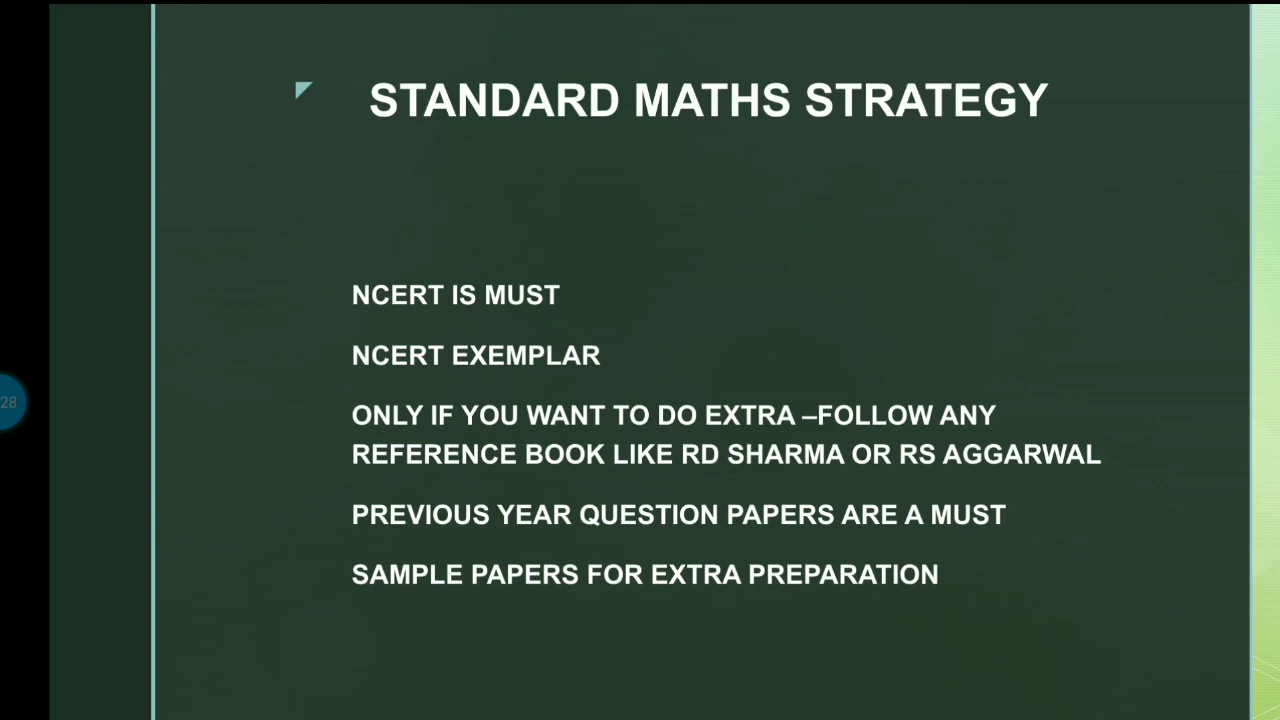 STANDARD MATHS STRATEGY
NCERT IS MUST
NCERT EXEMPLAR
ONLY IF YOU WANT TO DO EXTRA –FOLLOW ANY
REFERENCE BOOK LIKE RD SHARMA OR RS AGGARWAL
28
PREVIOUS YEAR QUESTION PAPERS ARE A MUST
SAMPLE PAPERS FOR EXTRA PREPARATION